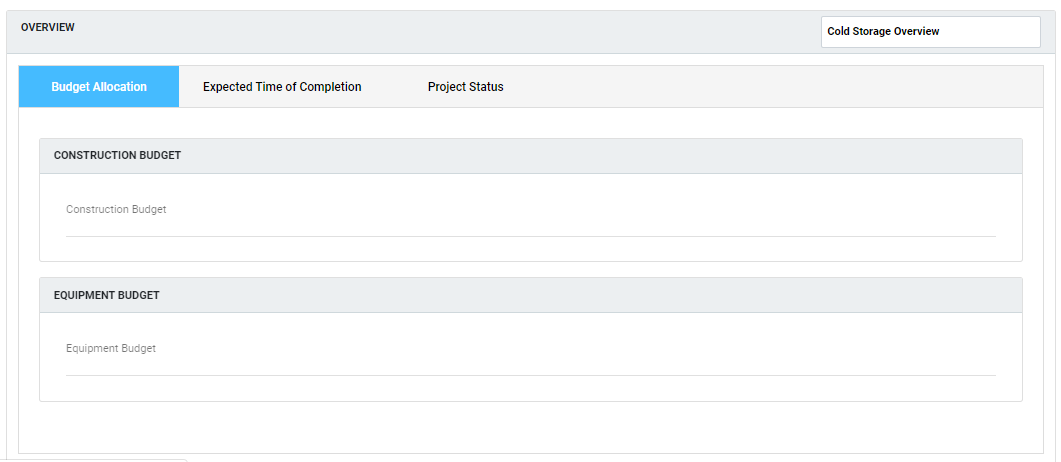 OVERVIEW
Cold Storage Overview
Budget Allocation
Expected Time of Completion
Project Status
CONSTRUCTION BUDGET
Construction Budget
EQUIPMENT BUDGET
Equipment Budget